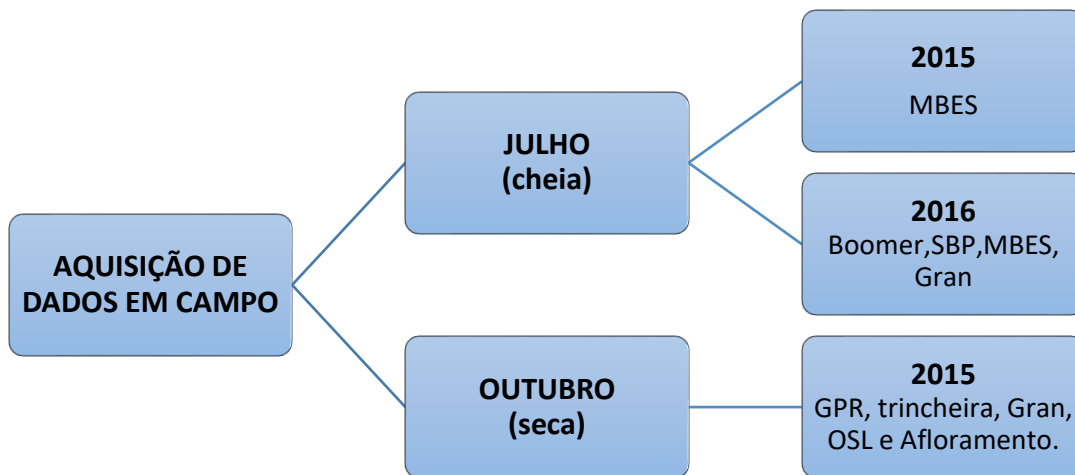 AQUISIÇÃO DE
DADOS EM CAMPO
JULHO
(cheia)
2015
MBES
2016
Boomer,SBP,MBES,
Gran
OUTUBRO
(seca)
2015
GPR, trincheira, Gran,
OSL e Afloramento.